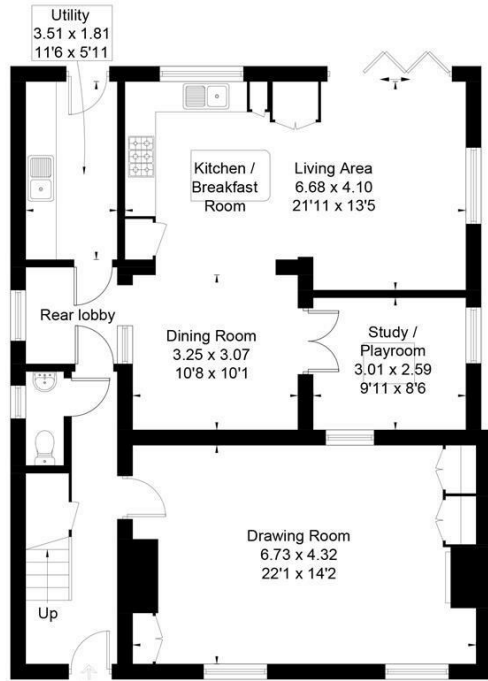 Utility
3.51 x 1.81
11'6 x 5'11
Kitchen /
Breakfast
Room
Living Area
6.68 x 4.10
21'11 x 13'5
Rear lobby
Dining Room
3.25 x 3.07
10'8 x 10'1
Study /
Playroom
3.01 x 2.59
9'11 x 8'6
Drawing Room
6.73 x 4.32
22'1 x 14'2
Up